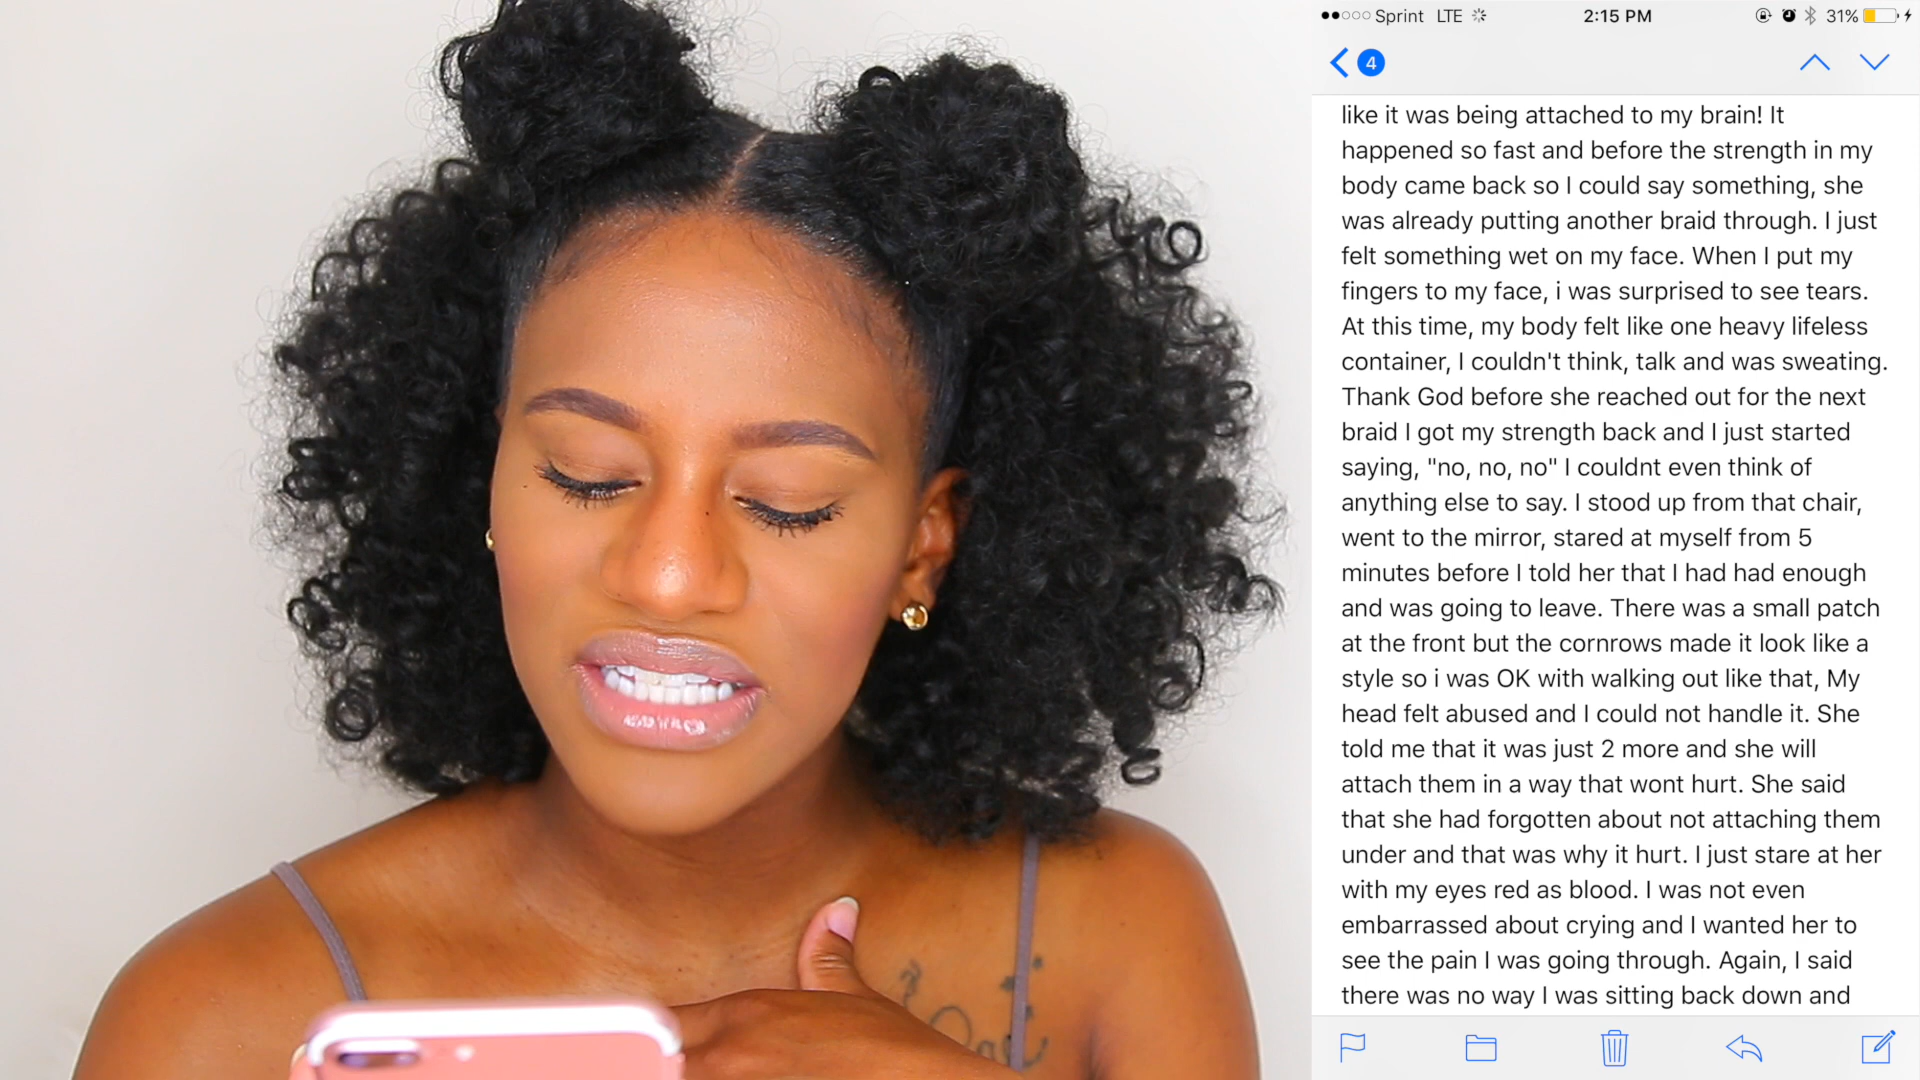 Sprint LTE 2:15 PM 31%
4
like it was being attached to my brain! It
happened so fast and before the strength in my
body came back so I could say something, she
was already putting another braid through. I just
felt something wet on my face. When I put my
fingers to my face, i was surprised to see tears.
At this time, my body felt like one heavy lifeless
container, I couldn't think, talk and was sweating.
Thank God before she reached out for the next
braid I got my strength back and I just started
saying, "no, no, no" I couldnt even think of
anything else to say. I stood up from that chair,
went to the mirror, stared at myself from 5
minutes before I told her that I had had enough
and was going to leave. There was a small patch
at the front but the cornrows made it look like a
style so i was OK with walking out like that, My
head felt abused and I could not handle it. She
told me that it was just 2 more and she will
attach them in a way that wont hurt. She said
that she had forgotten about not attaching them
under and that was why it hurt. I just stare at her
with my eyes red as blood. I was not even
embarrassed about crying and I wanted her to
see the pain I was going through. Again, I said
there was no way I was sitting back down and